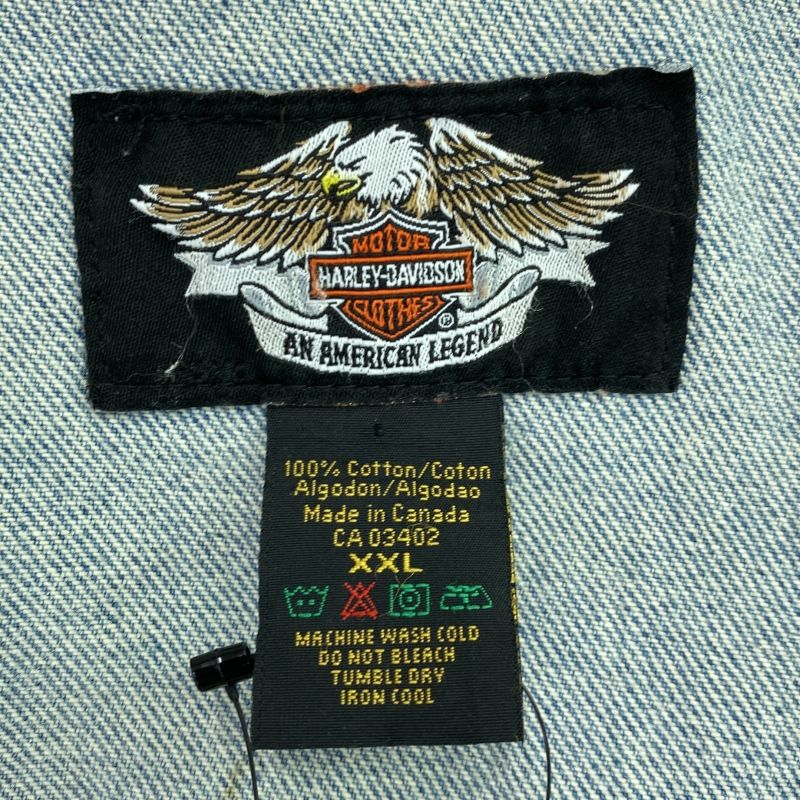 MOTOR
HARLEY-DAVIDSON
CLOTHES
®
AN AMERICAN LEGEND
100% Cotton/Coton
Algodon/Algodao
Made in Canada
CA 03402
XXL
MACHINE WASH COLD
DO NOT BLEACH
TUMBLE DRY
IRON COOL